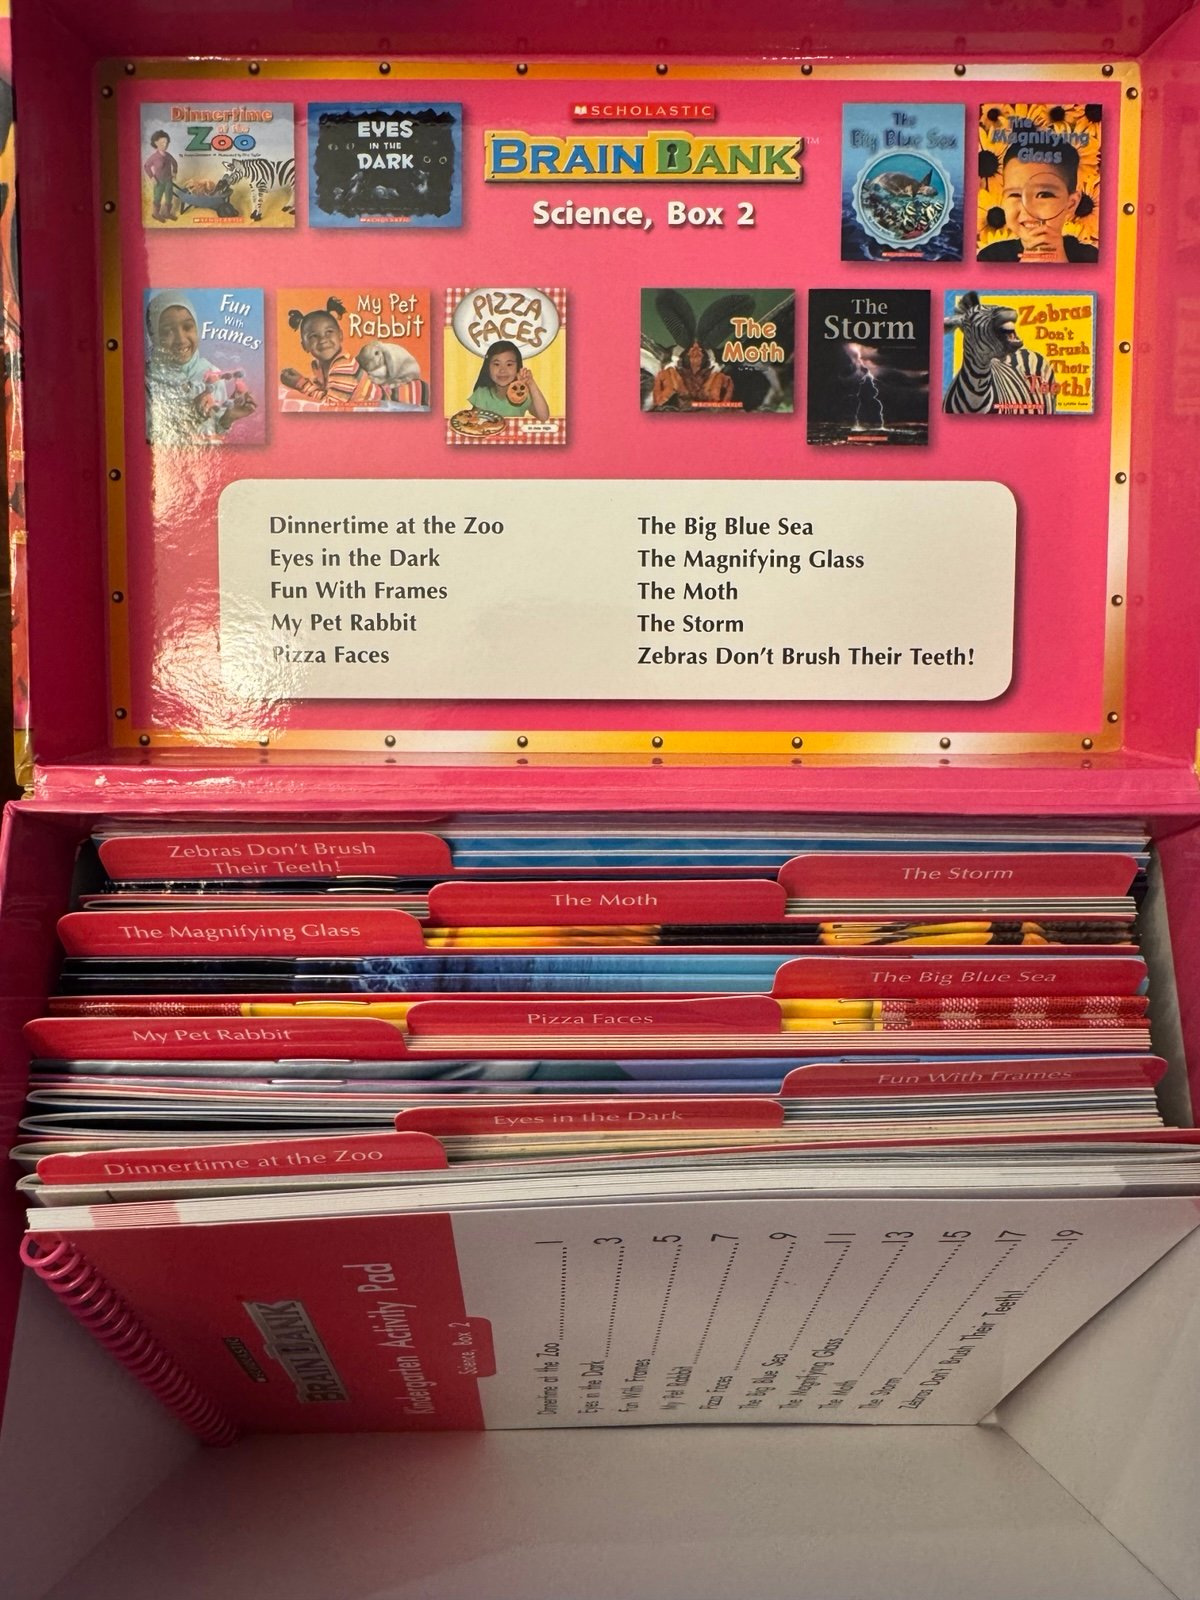 Dinnertime
at the
Zoo
SCHOLASTIC
EYES
IN THE
DARK
SCHOLASTIC
SCHOLASTIC
BRAIN BANK™
Science, Box 2
The
Big Blue Sea
The
Magnifying
Glass
Fun
With
Frames
My Pet
Rabbit
SCHOLASTIC
PIZZA
FACES
The
Moth
SCHOLASTIC
The
Storm
Zebras
Don't
Brush
Their
Teeth!
SCHOLASTIC
Dinnertime at the Zoo
Eyes in the Dark
Fun With Frames
My Pet Rabbit
Pizza Faces
The Big Blue Sea
The Magnifying Glass
The Moth
The Storm
Zebras Don't Brush Their Teeth!
Zebras Don't Brush
Their Teeth!
The Storm
The Moth
The Magnifying Glass
The Big Blue Sea
Pizza Faces
My Pet Rabbit
Fun With Frames
Eyes in the Dark
Dinnertime at the Zoo
SCHOLASTIC
BRAIN BANK
Kindergarten Activity Pad
Science, Box 2
Dinnertime at the Zoo 1
Eyes in the Dark 3
Fun With Frames 5
My Pet Rabbit 7
Pizza Faces 9
The Big Blue Sea 11
The Magnifying Glass 13
The Moth 15
The Storm 17
Zebras Don't Brush Their Teeth! 19